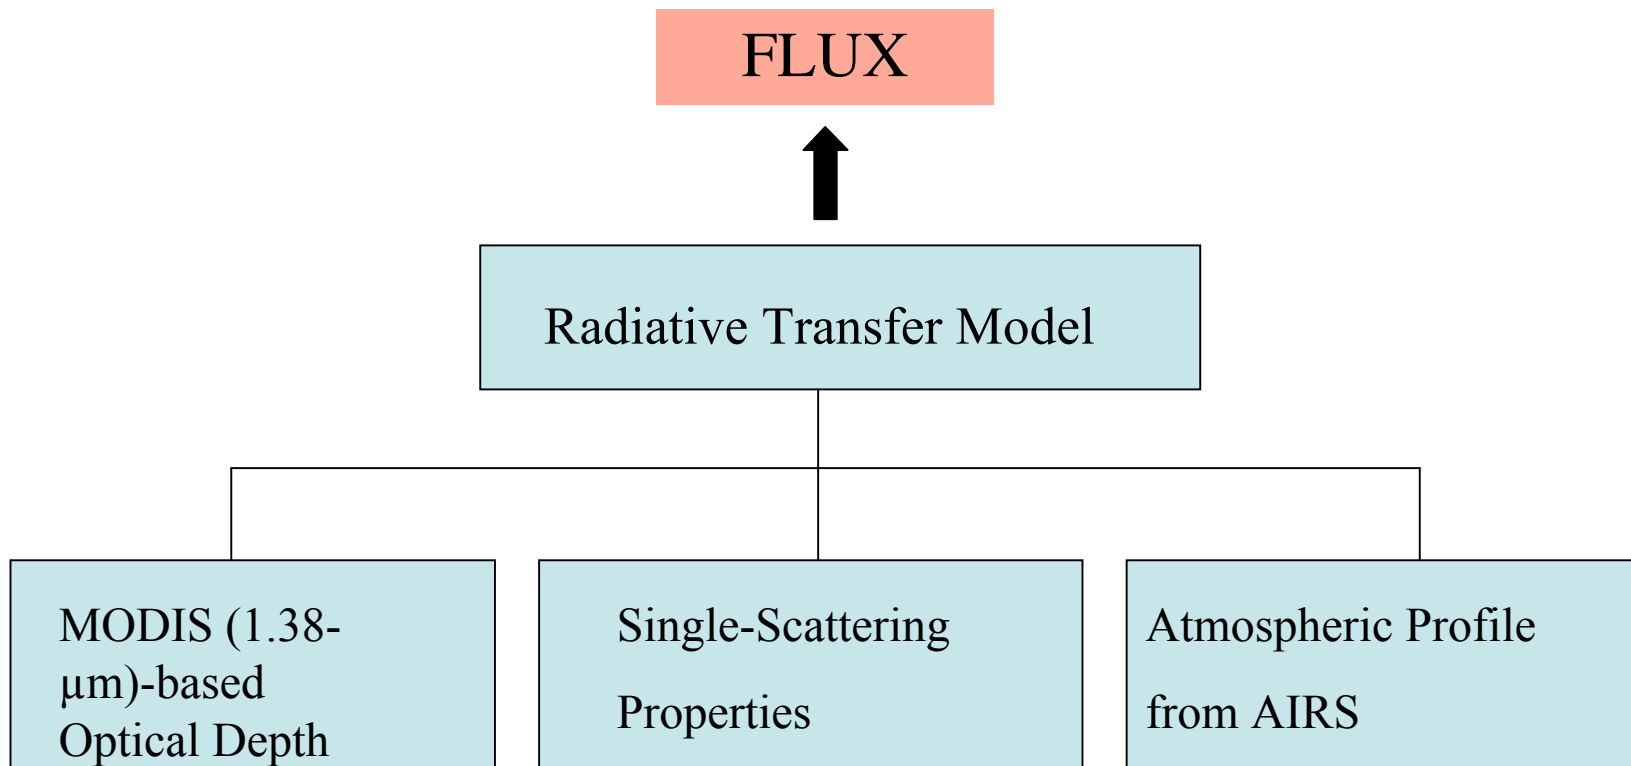 FLUX
Radiative Transfer Model
MODIS (1.38-
µm)-based
Optical Depth
Single-Scattering
Properties
Atmospheric Profile
from AIRS